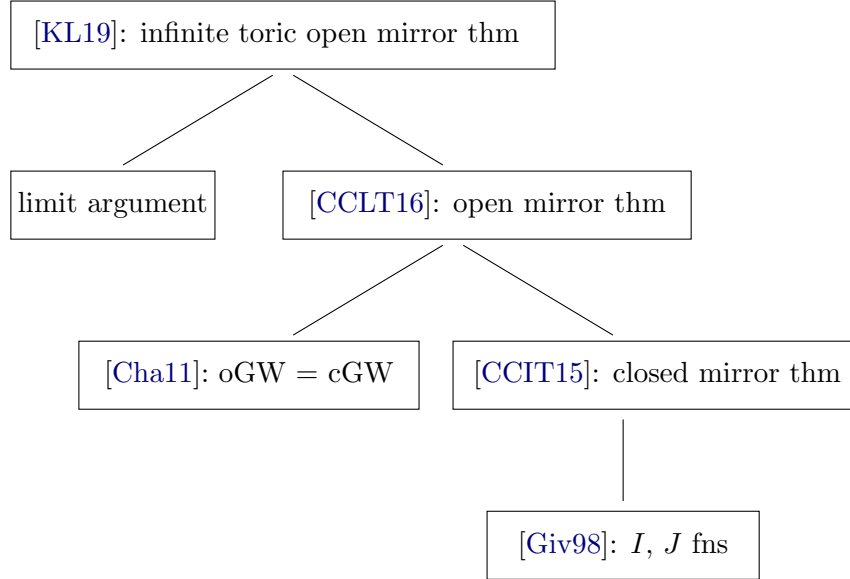 [KL19]: infinite toric open mirror thm
limit argument
[CCLT16]: open mirror thm
[Cha11]: oGW = cGW
[CCIT15]: closed mirror thm
[Giv98]: I, J fns